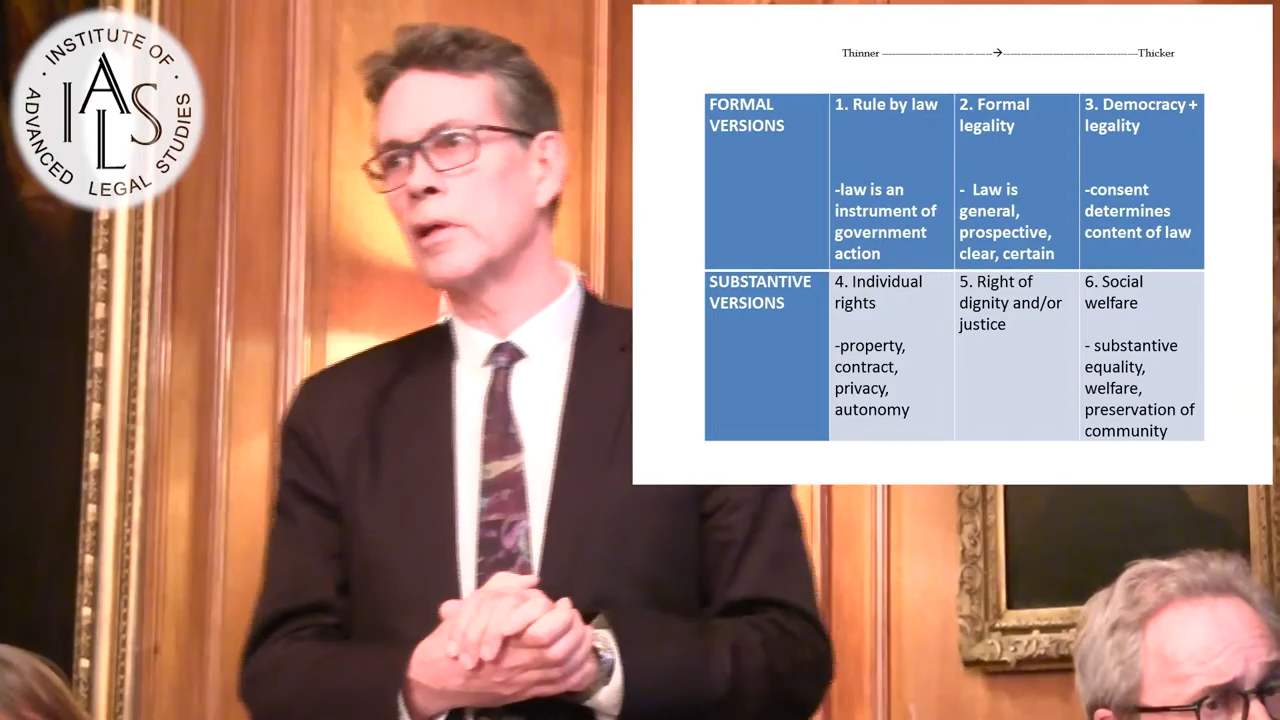 INSTITUTE OF
ADVANCED LEGAL STUDIES
IALS
Thinner ----------------------------------→----------------------------------Thicker
FORMAL
VERSIONS
1. Rule by law
-law is an
instrument of
government
action
2. Formal
legality
- Law is
general,
prospective,
clear, certain
3. Democracy +
legality
-consent
determines
content of law
SUBSTANTIVE
VERSIONS
4. Individual
rights
-property,
contract,
privacy,
autonomy
5. Right of
dignity and/or
justice
6. Social
welfare
- substantive
equality,
welfare,
preservation of
community